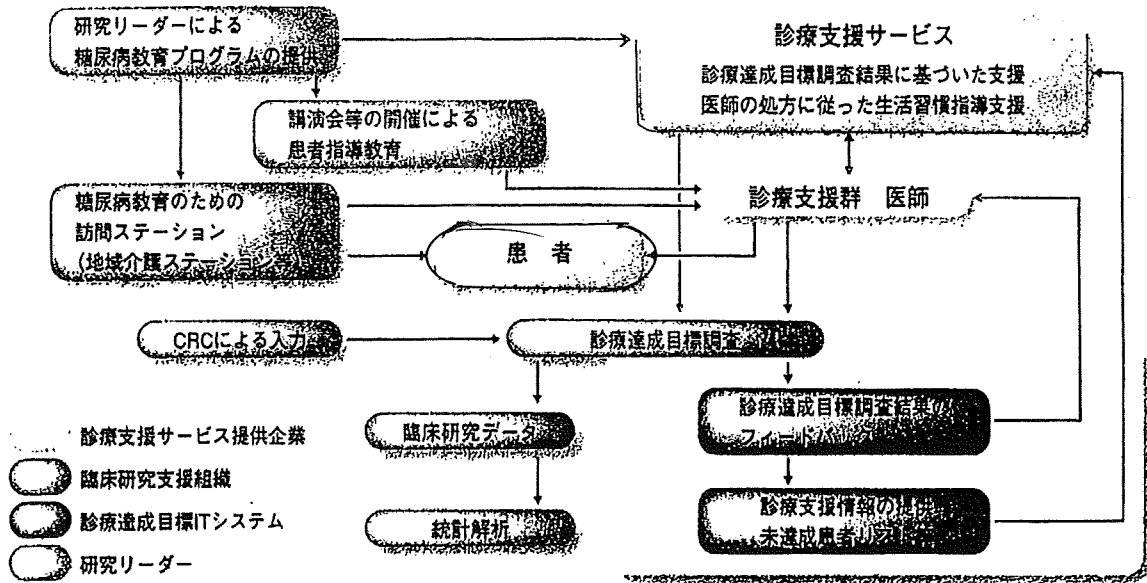 研究リーダーによる
糖尿病教育プログラムの提供
診療支援サービス
診療達成目標調査結果に基づいた支援
医師の処方に従った生活習慣指導支援
講演会等の開催による
患者指導教育
糖尿病教育のための
訪問ステーション
（地域介護ステーション
診療支援群　医師
患　者
CRCによる入力
診療達成目標調査
臨床研究データ
診療達成目標調査結果の
フィードバック
統計解析
診療支援情報の提供
未達成患者リスト
診療支援サービス提供企業
臨床研究支援組織
診療達成目標ITシステム
研究リーダー